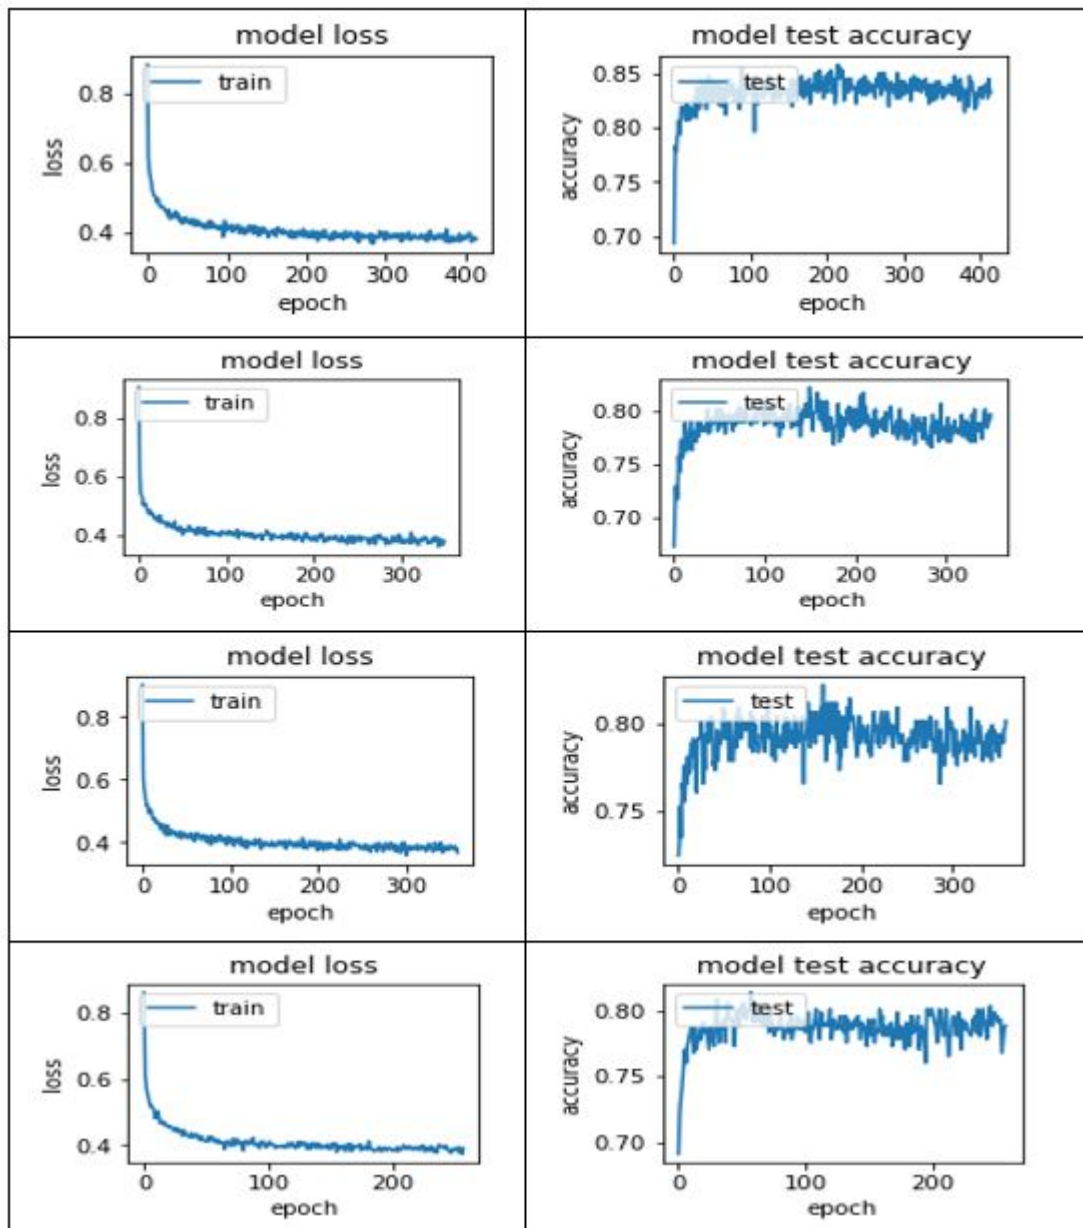 model loss
train
0.8
0.6
0.4
loss
0 100 200 300 400
epoch
model test accuracy
test
0.85
0.80
0.75
0.70
accuracy
0 100 200 300 400
epoch
model loss
train
0.8
0.6
0.4
loss
0 100 200 300
epoch
model test accuracy
test
0.80
0.75
0.70
accuracy
0 100 200 300
epoch
model loss
train
0.8
0.6
0.4
loss
0 100 200 300
epoch
model test accuracy
test
0.80
0.75
accuracy
0 100 200 300
epoch
model loss
train
0.8
0.6
0.4
loss
0 100 200
epoch
model test accuracy
test
0.80
0.75
0.70
accuracy
0 100 200
epoch